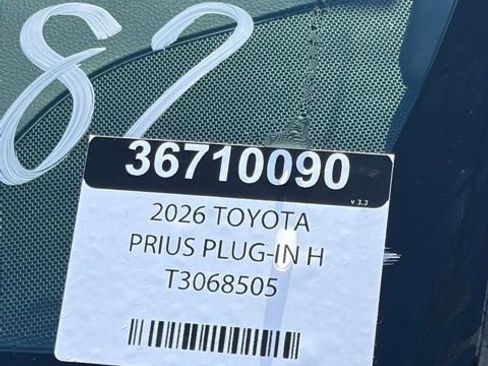 82
36710090
v 3.3
2026 TOYOTA
PRIUS PLUG-IN H
T3068505